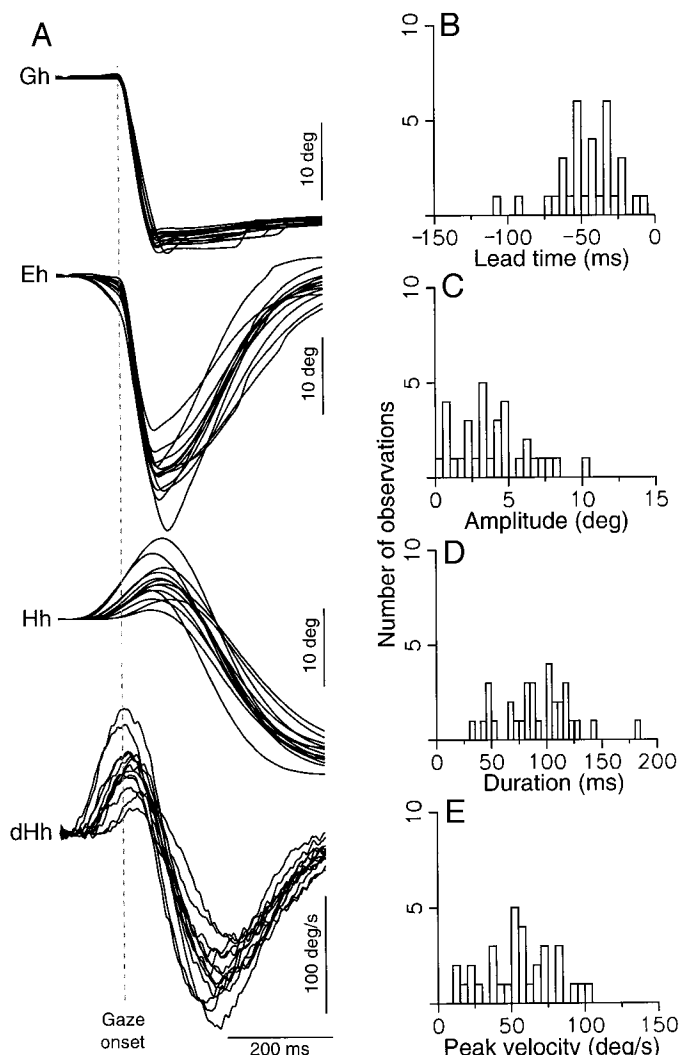 A
Gh
10 deg
Eh
10 deg
Hh
10 deg
dHh
100 deg/s
Gaze
onset
200 ms
Number of observations
B
10
5
−150
−100
−50
0
Lead time (ms)
C
10
5
0
5
10
15
Amplitude (deg)
D
10
5
0
50
100
150
200
Duration (ms)
E
10
5
0
50
100
150
Peak velocity (deg/s)